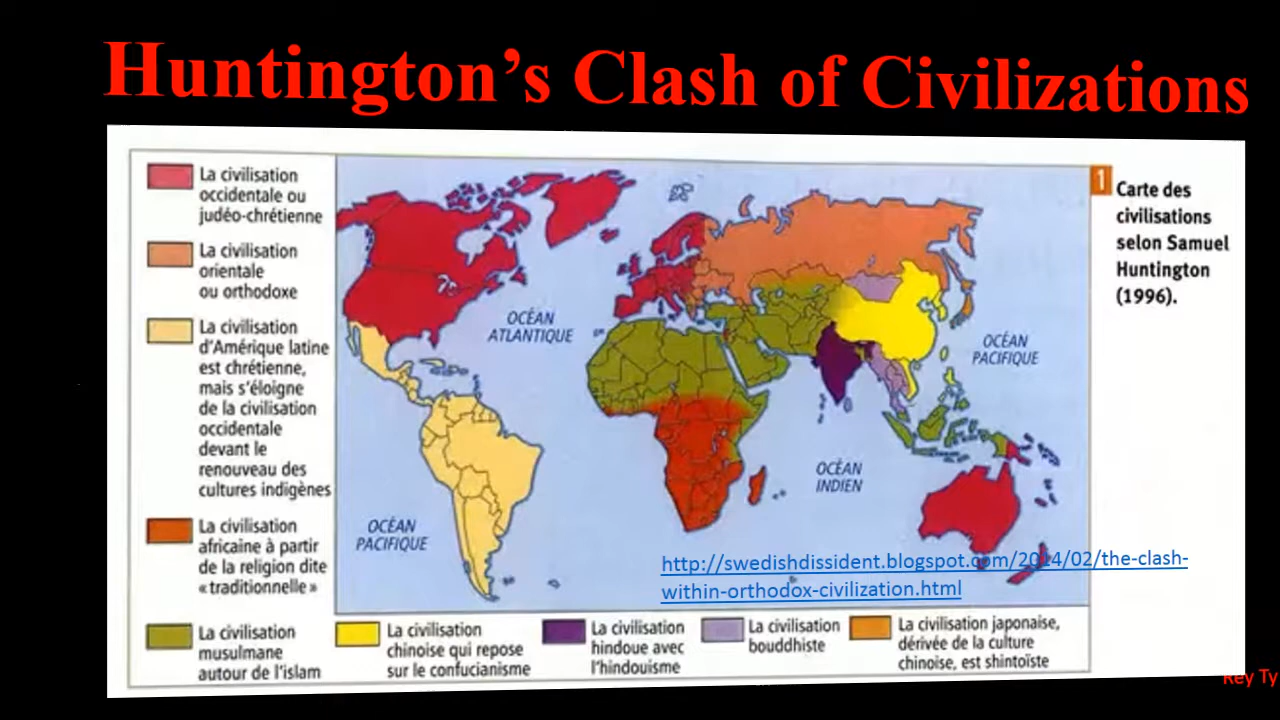 Huntington's Clash of Civilizations
La civilisation
occidentale ou
judéo-chrétienne
La civilisation
orientale
ou orthodoxe
La civilisation
d'Amérique latine
est chrétienne,
mais s'éloigne
de la civilisation
occidentale
devant le
renouveau des
cultures indigènes
La civilisation
africaine à partir
de la religion dite
« traditionnelle »
La civilisation
musulmane
autour de l'islam
La civilisation
chinoise qui repose
sur le confucianisme
La civilisation
hindoue avec
l'hindouisme
La civilisation
bouddhiste
La civilisation japonaise,
dérivée de la culture
chinoise, est shintoïste
OCÉAN
ATLANTIQUE
OCÉAN
PACIFIQUE
OCÉAN
INDIEN
OCÉAN
PACIFIQUE
1
Carte des
civilisations
selon Samuel
Huntington
(1996).
http://swedishdissident.blogspot.com/2014/02/the-clash-
within-orthodox-civilization.html
Rey Ty